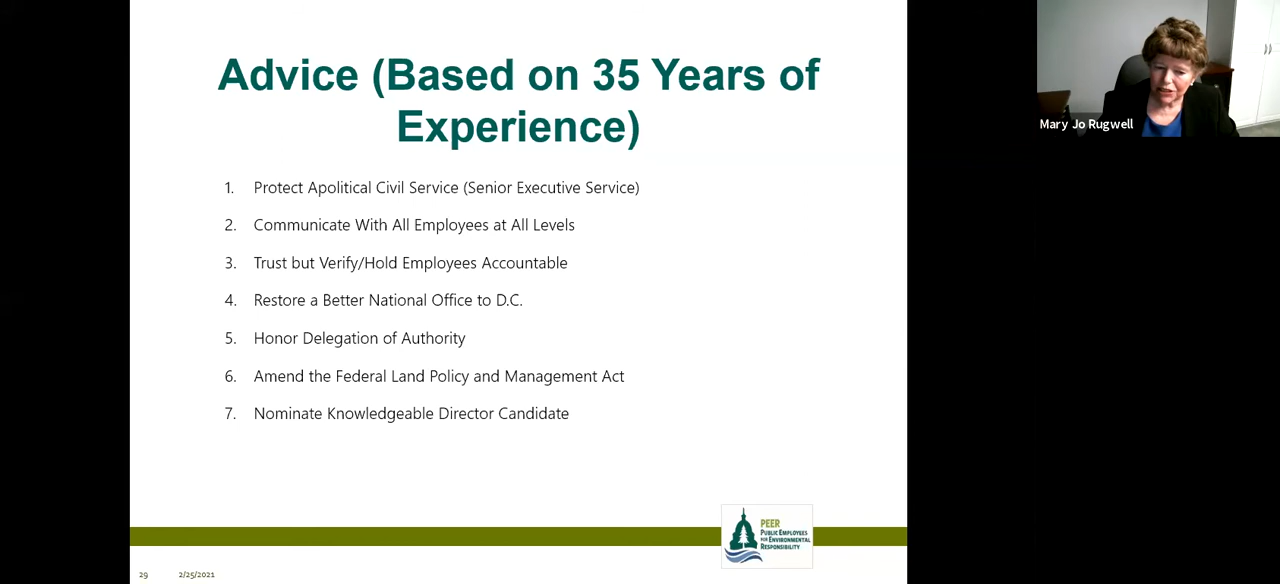 Advice (Based on 35 Years of
Experience)
1. Protect Apolitical Civil Service (Senior Executive Service)
2. Communicate With All Employees at All Levels
3. Trust but Verify/Hold Employees Accountable
4. Restore a Better National Office to D.C.
5. Honor Delegation of Authority
6. Amend the Federal Land Policy and Management Act
7. Nominate Knowledgeable Director Candidate
PEER
Public Employees
for Environmental
Responsibility
29 2/25/2021
Mary Jo Rugwell